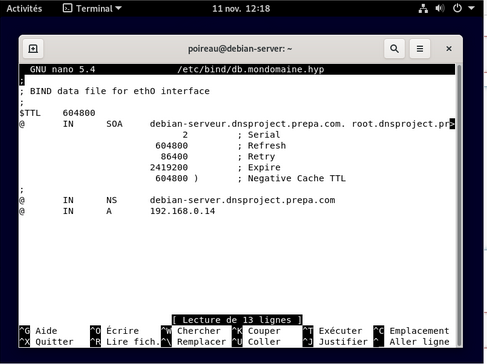 Activités Terminal 11 nov. 12:18
poireau@debian-server: ~
GNU nano 5.4 /etc/bind/db.mondomaine.hyp
;
; BIND data file for eth0 interface
;
$TTL 604800
@ IN SOA debian-serveur.dnsproject.prepa.com. root.dnsproject.pr>
2 ; Serial
604800 ; Refresh
86400 ; Retry
2419200 ; Expire
604800 ) ; Negative Cache TTL
;
@ IN NS debian-server.dnsproject.prepa.com
@ IN A 192.168.0.14
[ Lecture de 13 lignes ]
^G Aide ^O Écrire ^W Chercher ^K Couper ^T Exécuter ^C Emplacement
^X Quitter ^R Lire fich. ^\ Remplacer ^U Coller ^J Justifier ^_ Aller ligne